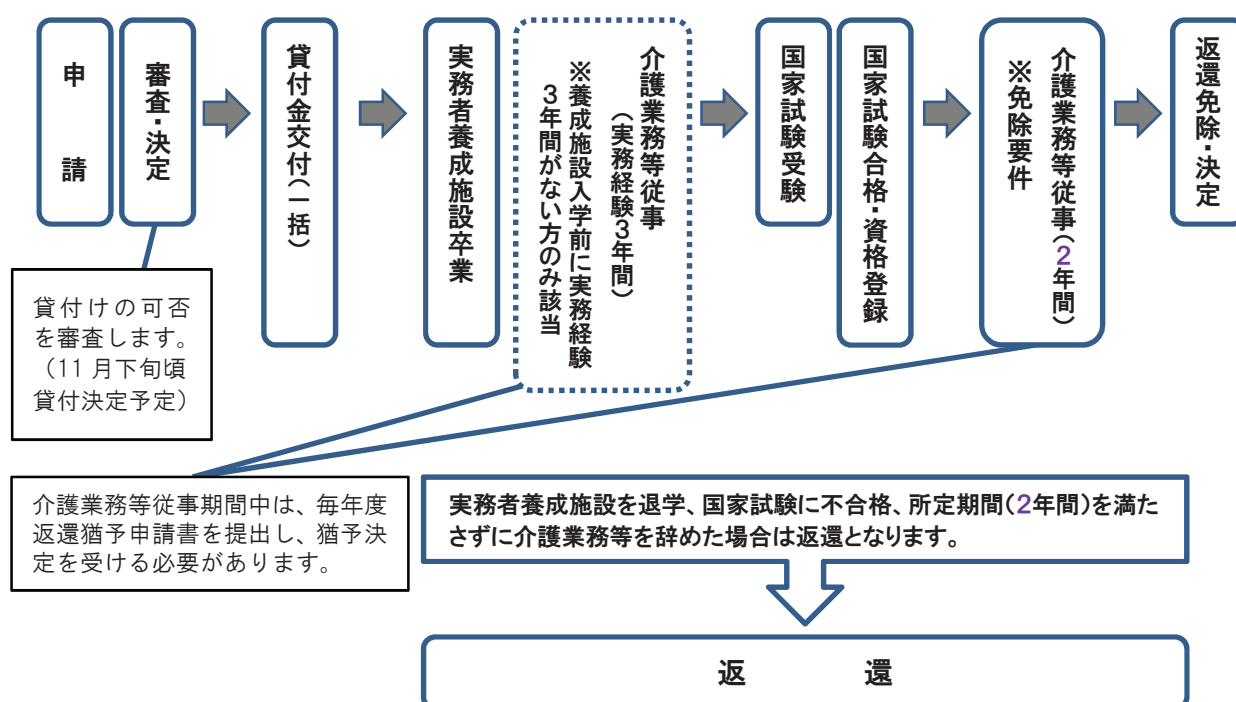 申請
審査・決定
貸付金交付(一括)
実務者養成施設卒業
介護業務等従事
(実務経験3年間)
※養成施設入学前に実務経験
3年間がない方のみ該当
国家試験受験
国家試験合格・資格登録
介護業務等従事(2年間)
※免除要件
返還免除・決定
貸付けの可否
を審査します。
(11月下旬頃
貸付決定予定)
介護業務等従事期間中は、毎年度
返還猶予申請書を提出し、猶予決
定を受ける必要があります。
実務者養成施設を退学、国家試験に不合格、所定期間(2年間)を満た
さずに介護業務等を辞めた場合は返還となります。
返還